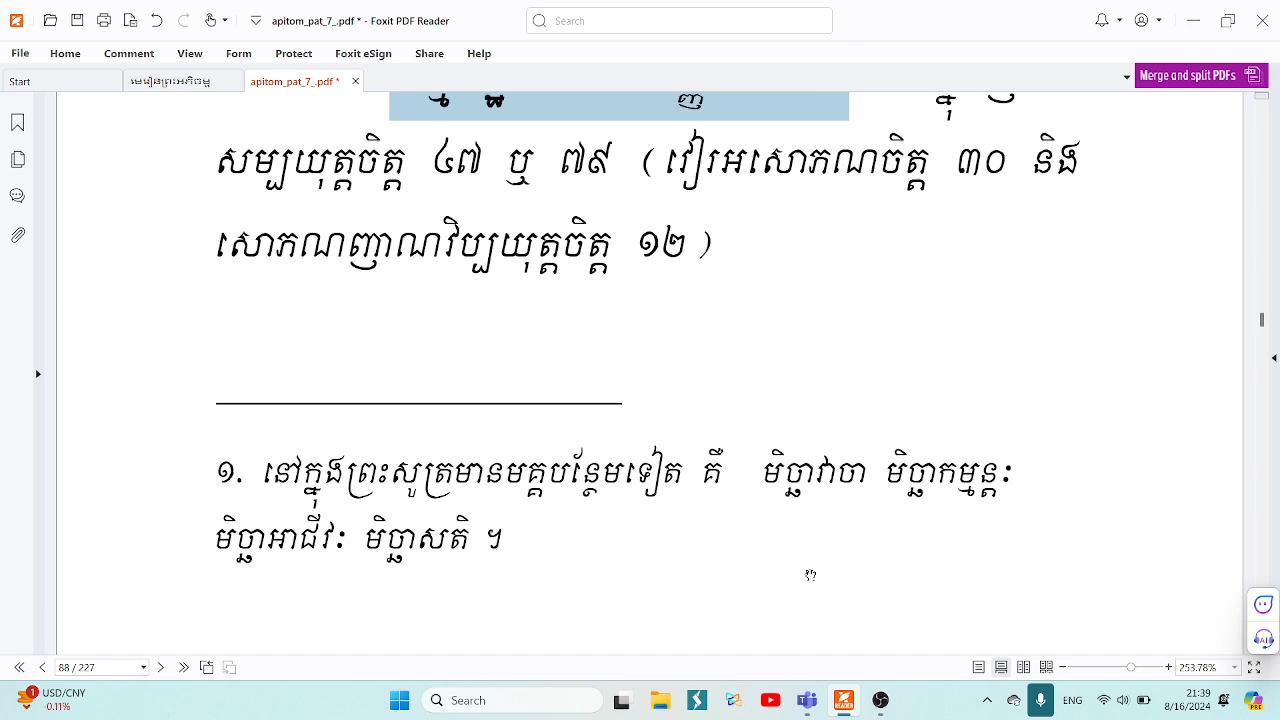 apitom_pat_7_.pdf * - Foxit PDF Reader
Search
File Home Comment View Form Protect Foxit eSign Share Help
Start
apitom_pat_7_.pdf *
Merge and split PDFs
សម្បយុត្តចិត្ត ៤៧ ឬ ៧៩ ( វៀរអសោភណចិត្ត ៣០ និង
សោភណញាណវិប្បយុត្តចិត្ត ១២ )
១. នៅក្នុងព្រះសូត្រមានមគ្គបន្ថែមទៀត គឺ មិច្ឆាវាចា មិច្ឆាកម្មន្តៈ
មិច្ឆាអាជីវៈ មិច្ឆាសតិ ។
AI
88 / 227
253.78%
1
USD/CNY
-0.11%
Search
READER
ENG
21:39
8/16/2024
PRE